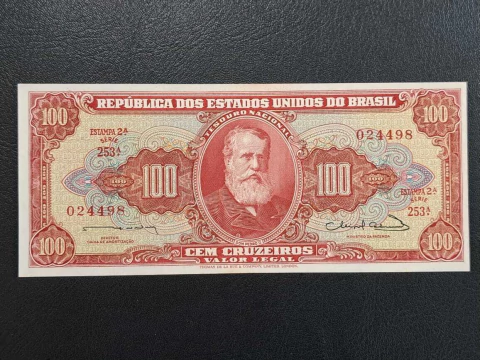 REPÚBLICA DOS ESTADOS UNIDOS DO BRASIL
100
100
TESOURO NACIONAL
ESTAMPA 2ª
SÉRIE
253ª
024498
100
100
ESTAMPA 2ª
SÉRIE
253ª
024498
100
100
CEM CRUZEIROS
VALOR LEGAL